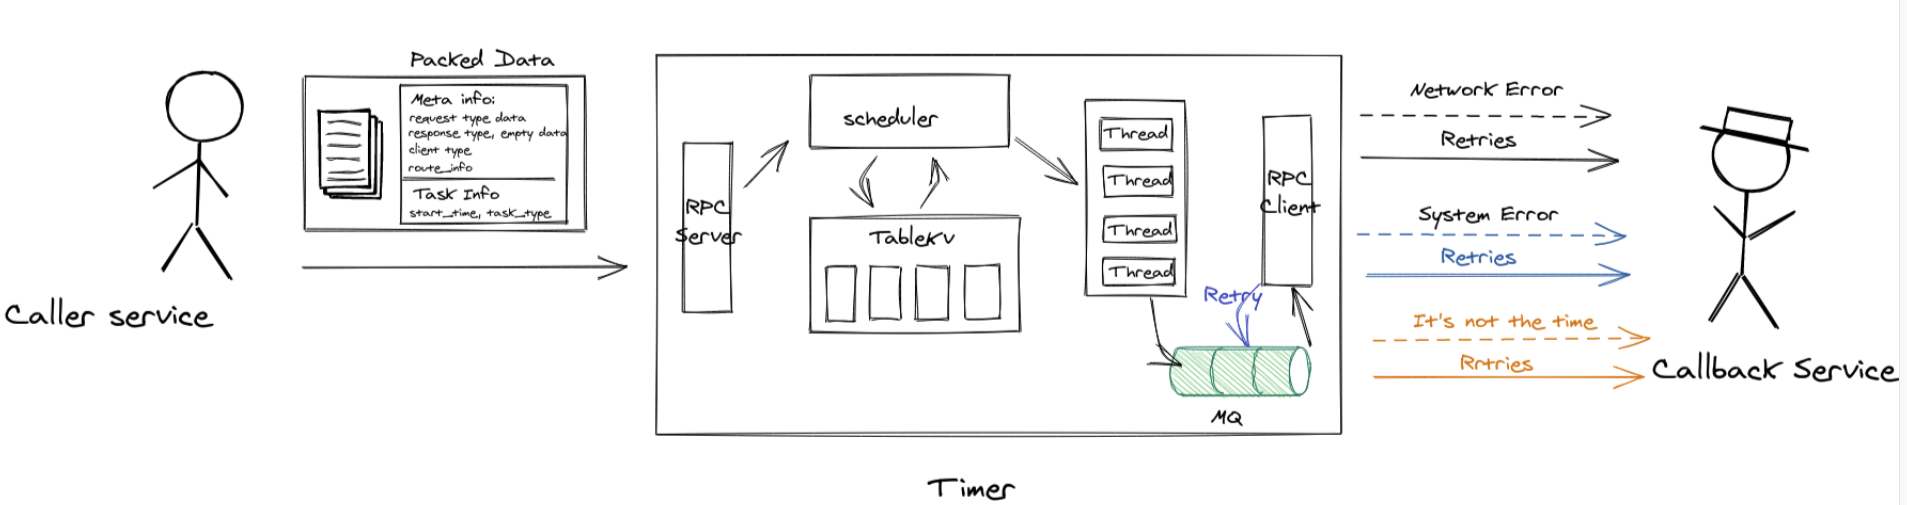 Packed Data
Meta info:
request type data
response type, empty data
client type
route_info
Task Info
start_time, task_type
Caller service
RPC
Server
scheduler
TableKV
Thread
Thread
Thread
Thread
RPC
Client
Retry
MQ
Timer
Network Error
Retries
System Error
Retries
It's not the time
Rrtries
Callback Service